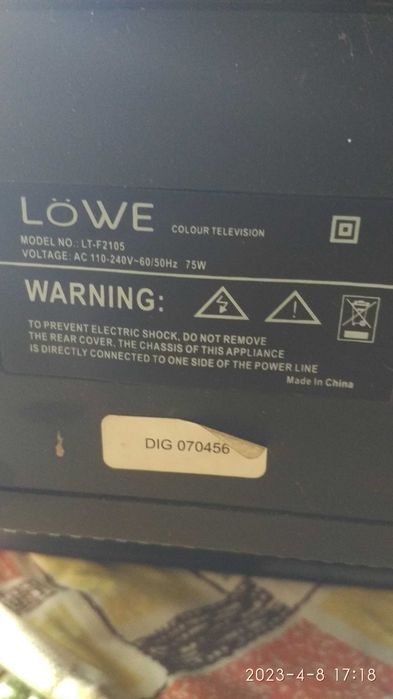 LÖWE COLOUR TELEVISION
MODEL NO.: LT-F2105
VOLTAGE: AC 110-240V~60/50Hz 75W
WARNING:
TO PREVENT ELECTRIC SHOCK, DO NOT REMOVE
THE REAR COVER, THE CHASSIS OF THIS APPLIANCE
IS DIRECTLY CONNECTED TO ONE SIDE OF THE POWER LINE
Made in China
DIG 070456
2023-4-8 17:18